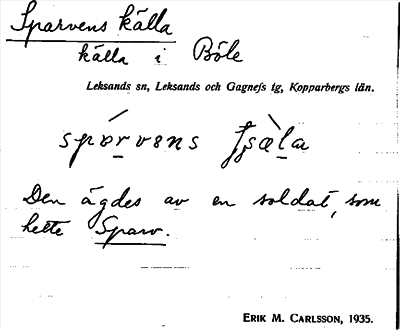 Sparvens källa
källa i Böle
Leksands sn, Leksands och Gagnefs tg, Kopparbergs län.
Den ägdes av en soldat, som
hette Sparv.
ERIK M. CARLSSON, 1935.